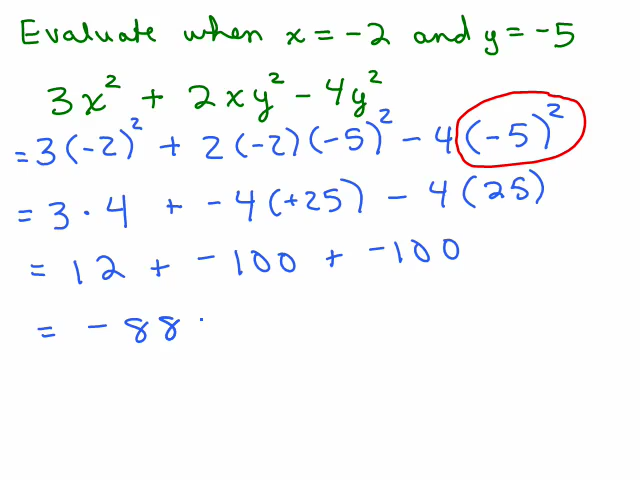 Evaluate when x = -2 and y = -5
3x² + 2xy² - 4y²
= 3(-2)² + 2(-2)(-5)² - 4(-5)²
= 3 · 4 + -4(+25) - 4(25)
= 12 + -100 + -100
= -88